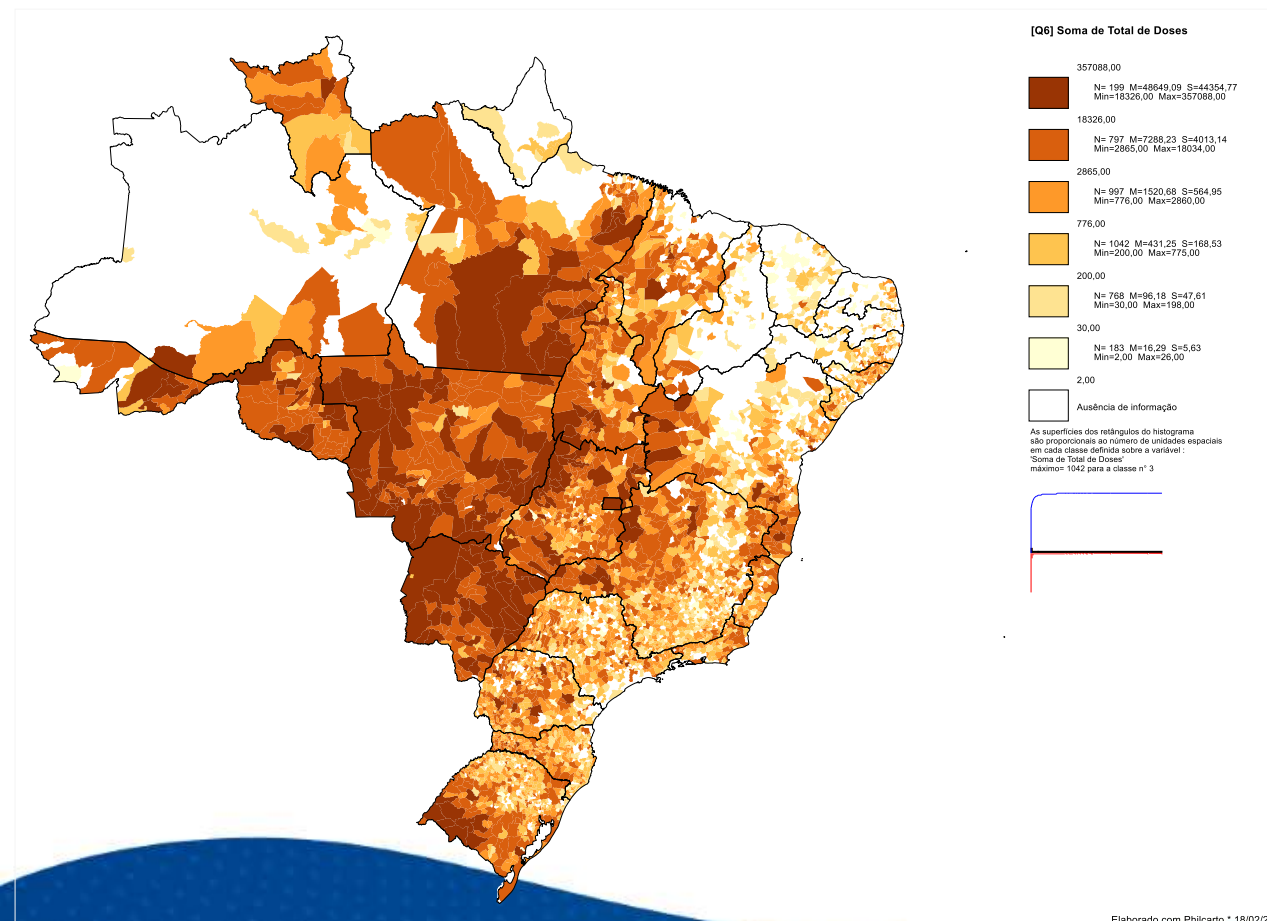 [Q6] Soma de Total de Doses
357088,00
N= 199 M=48649,09 S=44354,77
Min=18326,00 Max=357088,00
18326,00
N= 797 M=7288,23 S=4013,14
Min=2865,00 Max=18034,00
2865,00
N= 997 M=1520,68 S=564,95
Min=776,00 Max=2860,00
776,00
N= 1042 M=431,25 S=168,53
Min=200,00 Max=775,00
200,00
N= 768 M=96,18 S=47,61
Min=30,00 Max=198,00
30,00
N= 183 M=16,29 S=5,63
Min=2,00 Max=26,00
2,00
Ausência de informação
As superfícies dos retângulos do histograma
são proporcionais ao número de unidades espaciais
em cada classe definida sobre a variável :
'Soma de Total de Doses'
máximo= 1042 para a classe n° 3
Elaborado com Philcarto * 18/02/2